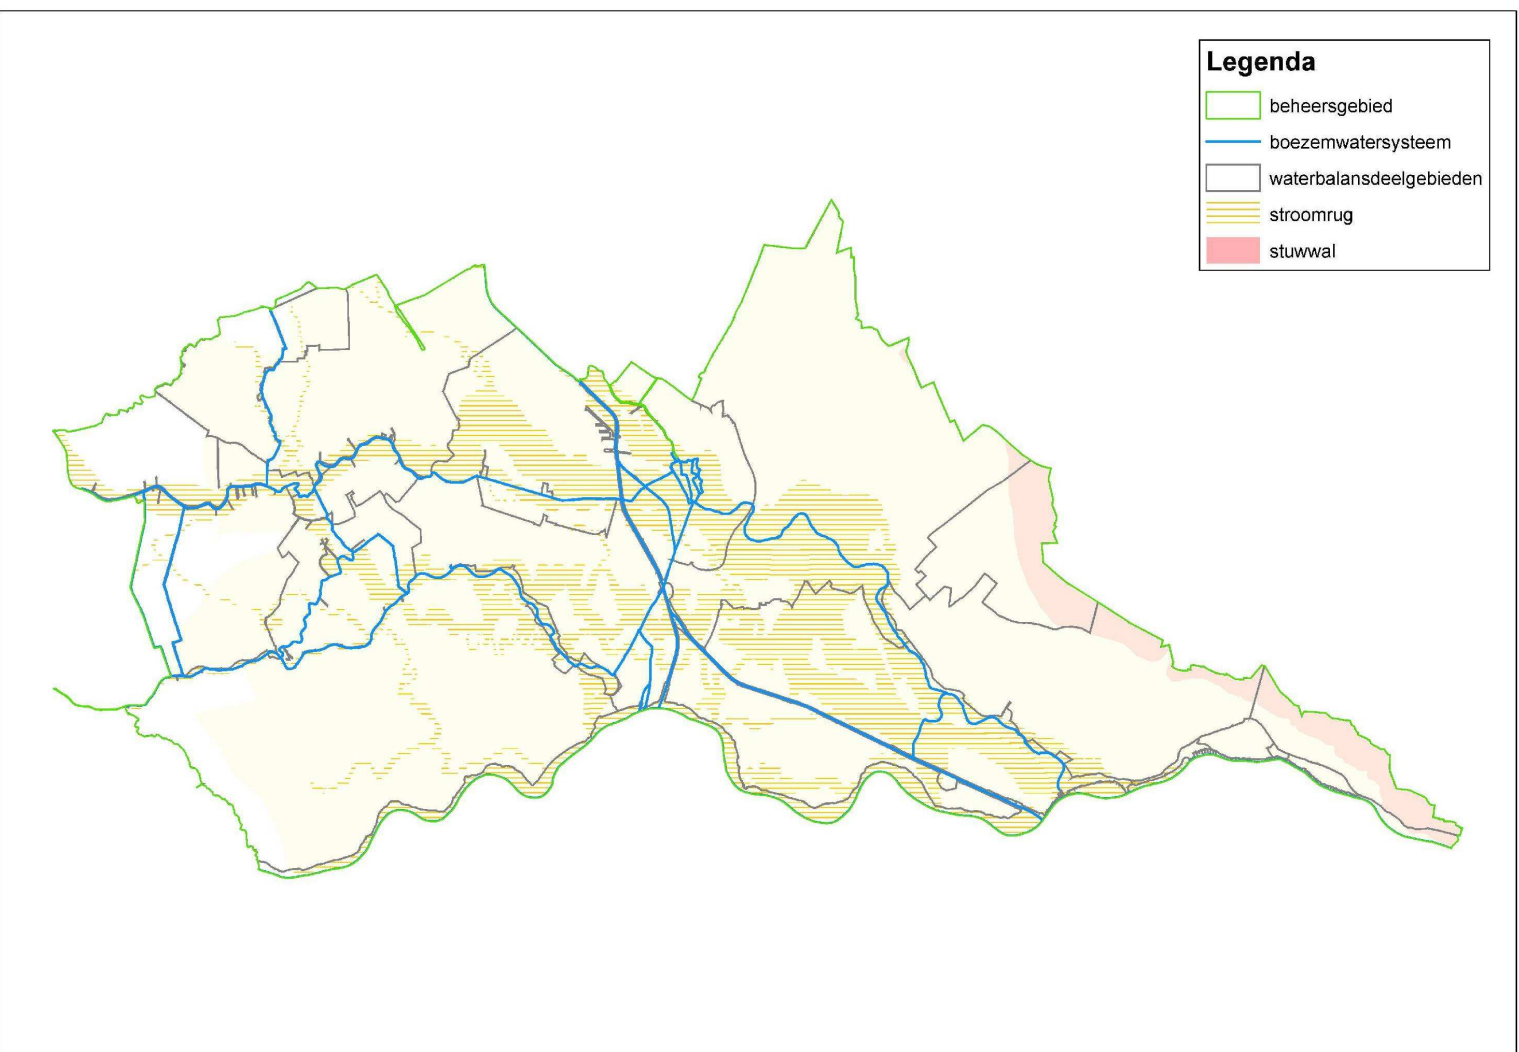 Legenda
beheersgebied
boezemwatersysteem
waterbalansdeelgebieden
stroomrug
stuwwal